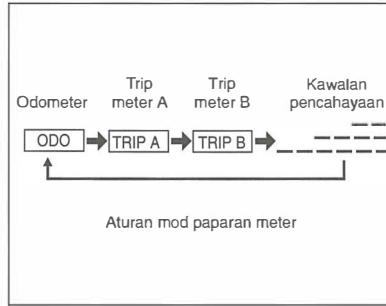 Trip Trip Kawalan
Odometer meter A meter B pencahayaan
ODO TRIP A TRIP B
Aturan mod paparan meter